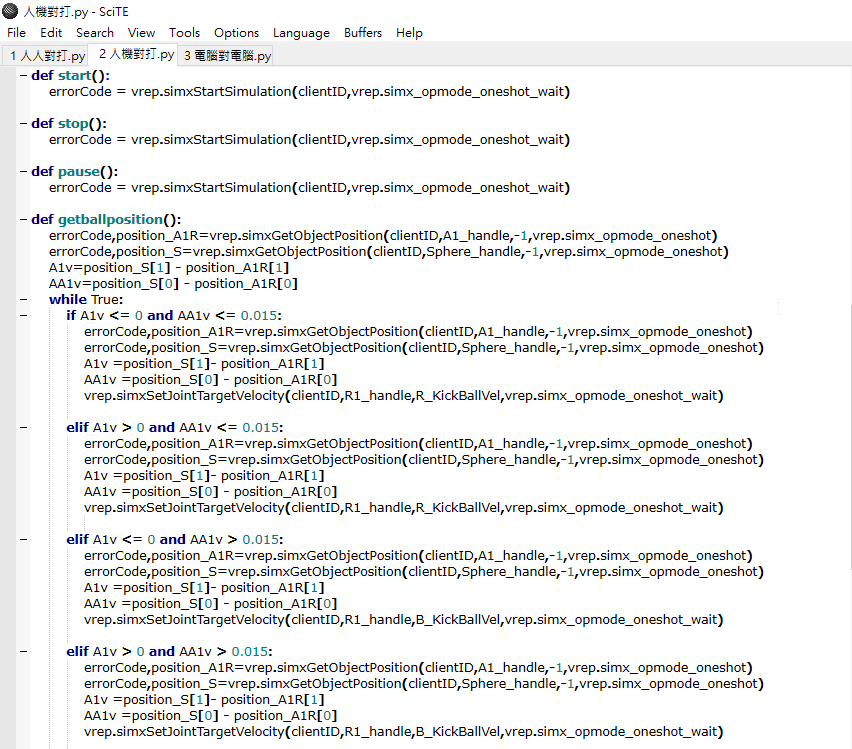 人機對打.py - SciTE
File Edit Search View Tools Options Language Buffers Help
1 人人對打.py 2 人機對打.py 3 電腦對電腦.py
def start():
errorCode = vrep.simxStartSimulation(clientID,vrep.simx_opmode_oneshot_wait)
def stop():
errorCode = vrep.simxStartSimulation(clientID,vrep.simx_opmode_oneshot_wait)
def pause():
errorCode = vrep.simxStartSimulation(clientID,vrep.simx_opmode_oneshot_wait)
def getballposition():
errorCode,position_A1R=vrep.simxGetObjectPosition(clientID,A1_handle,-1,vrep.simx_opmode_oneshot)
errorCode,position_S=vrep.simxGetObjectPosition(clientID,Sphere_handle,-1,vrep.simx_opmode_oneshot)
A1v=position_S[1] - position_A1R[1]
AA1v=position_S[0] - position_A1R[0]
while True:
if A1v <= 0 and AA1v <= 0.015:
errorCode,position_A1R=vrep.simxGetObjectPosition(clientID,A1_handle,-1,vrep.simx_opmode_oneshot)
errorCode,position_S=vrep.simxGetObjectPosition(clientID,Sphere_handle,-1,vrep.simx_opmode_oneshot)
A1v =position_S[1]- position_A1R[1]
AA1v =position_S[0] - position_A1R[0]
vrep.simxSetJointTargetVelocity(clientID,R1_handle,R_KickBallVel,vrep.simx_opmode_oneshot_wait)
elif A1v > 0 and AA1v <= 0.015:
errorCode,position_A1R=vrep.simxGetObjectPosition(clientID,A1_handle,-1,vrep.simx_opmode_oneshot)
errorCode,position_S=vrep.simxGetObjectPosition(clientID,Sphere_handle,-1,vrep.simx_opmode_oneshot)
A1v =position_S[1]- position_A1R[1]
AA1v =position_S[0] - position_A1R[0]
vrep.simxSetJointTargetVelocity(clientID,R1_handle,R_KickBallVel,vrep.simx_opmode_oneshot_wait)
elif A1v <= 0 and AA1v > 0.015:
errorCode,position_A1R=vrep.simxGetObjectPosition(clientID,A1_handle,-1,vrep.simx_opmode_oneshot)
errorCode,position_S=vrep.simxGetObjectPosition(clientID,Sphere_handle,-1,vrep.simx_opmode_oneshot)
A1v =position_S[1]- position_A1R[1]
AA1v =position_S[0] - position_A1R[0]
vrep.simxSetJointTargetVelocity(clientID,R1_handle,B_KickBallVel,vrep.simx_opmode_oneshot_wait)
elif A1v > 0 and AA1v > 0.015:
errorCode,position_A1R=vrep.simxGetObjectPosition(clientID,A1_handle,-1,vrep.simx_opmode_oneshot)
errorCode,position_S=vrep.simxGetObjectPosition(clientID,Sphere_handle,-1,vrep.simx_opmode_oneshot)
A1v =position_S[1]- position_A1R[1]
AA1v =position_S[0] - position_A1R[0]
vrep.simxSetJointTargetVelocity(clientID,R1_handle,B_KickBallVel,vrep.simx_opmode_oneshot_wait)